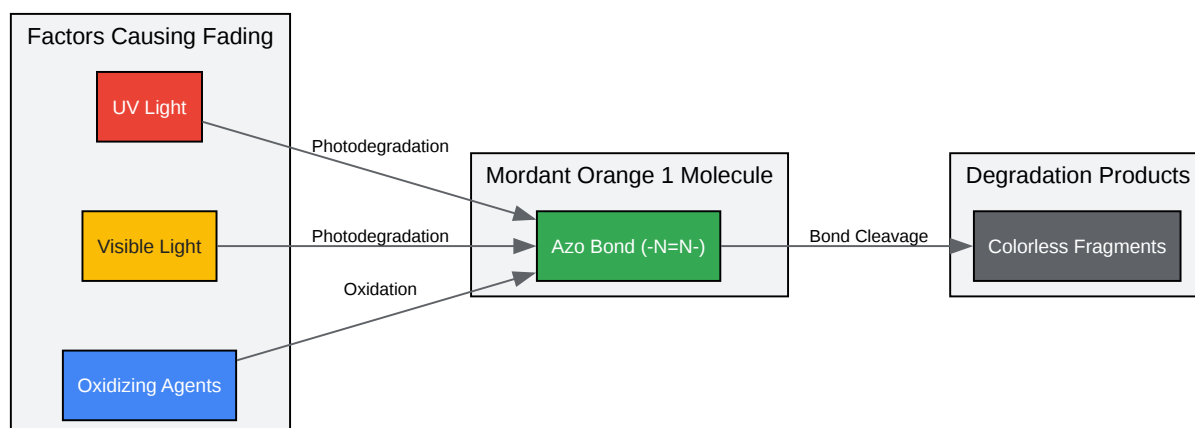 Factors Causing Fading
UV Light
Visible Light
Oxidizing Agents
Photodegradation
Photodegradation
Oxidation
Mordant Orange 1 Molecule
Azo Bond (-N=N-)
Bond Cleavage
Degradation Products
Colorless Fragments